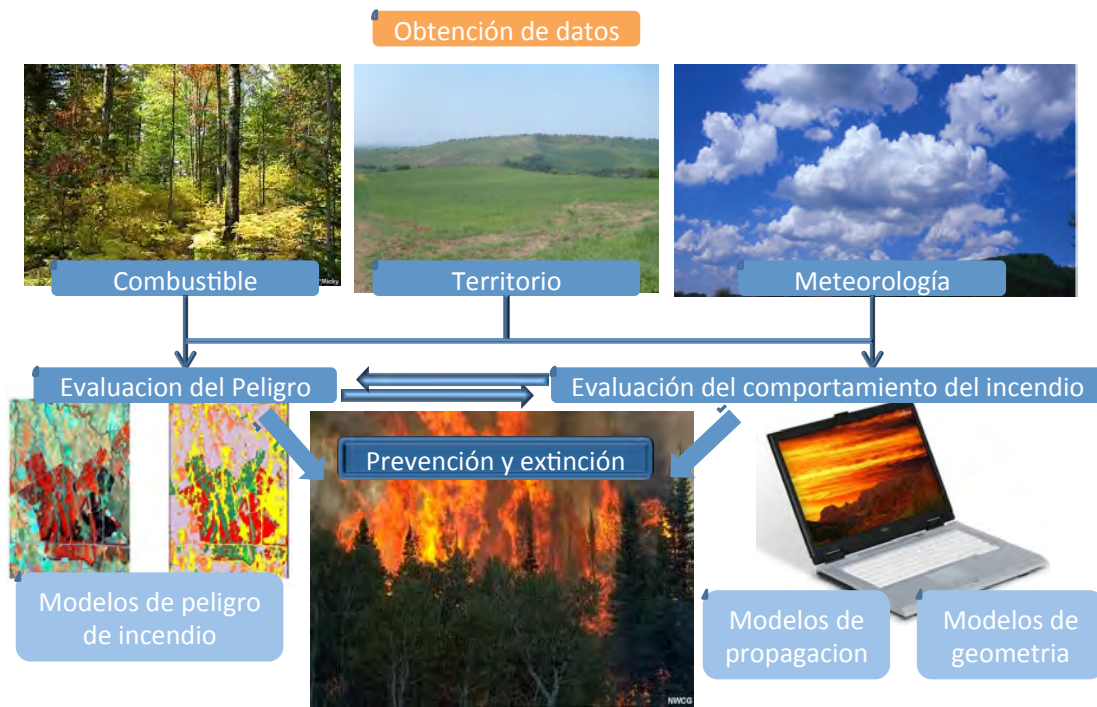 Obtención de datos
Wicky
Combustible
Territorio
Meteorología
Evaluacion del Peligro
Evaluación del comportamiento del incendio
Prevención y extinción
Modelos de peligro
de incendio
Modelos de
propagacion
Modelos de
geometria
NWCG